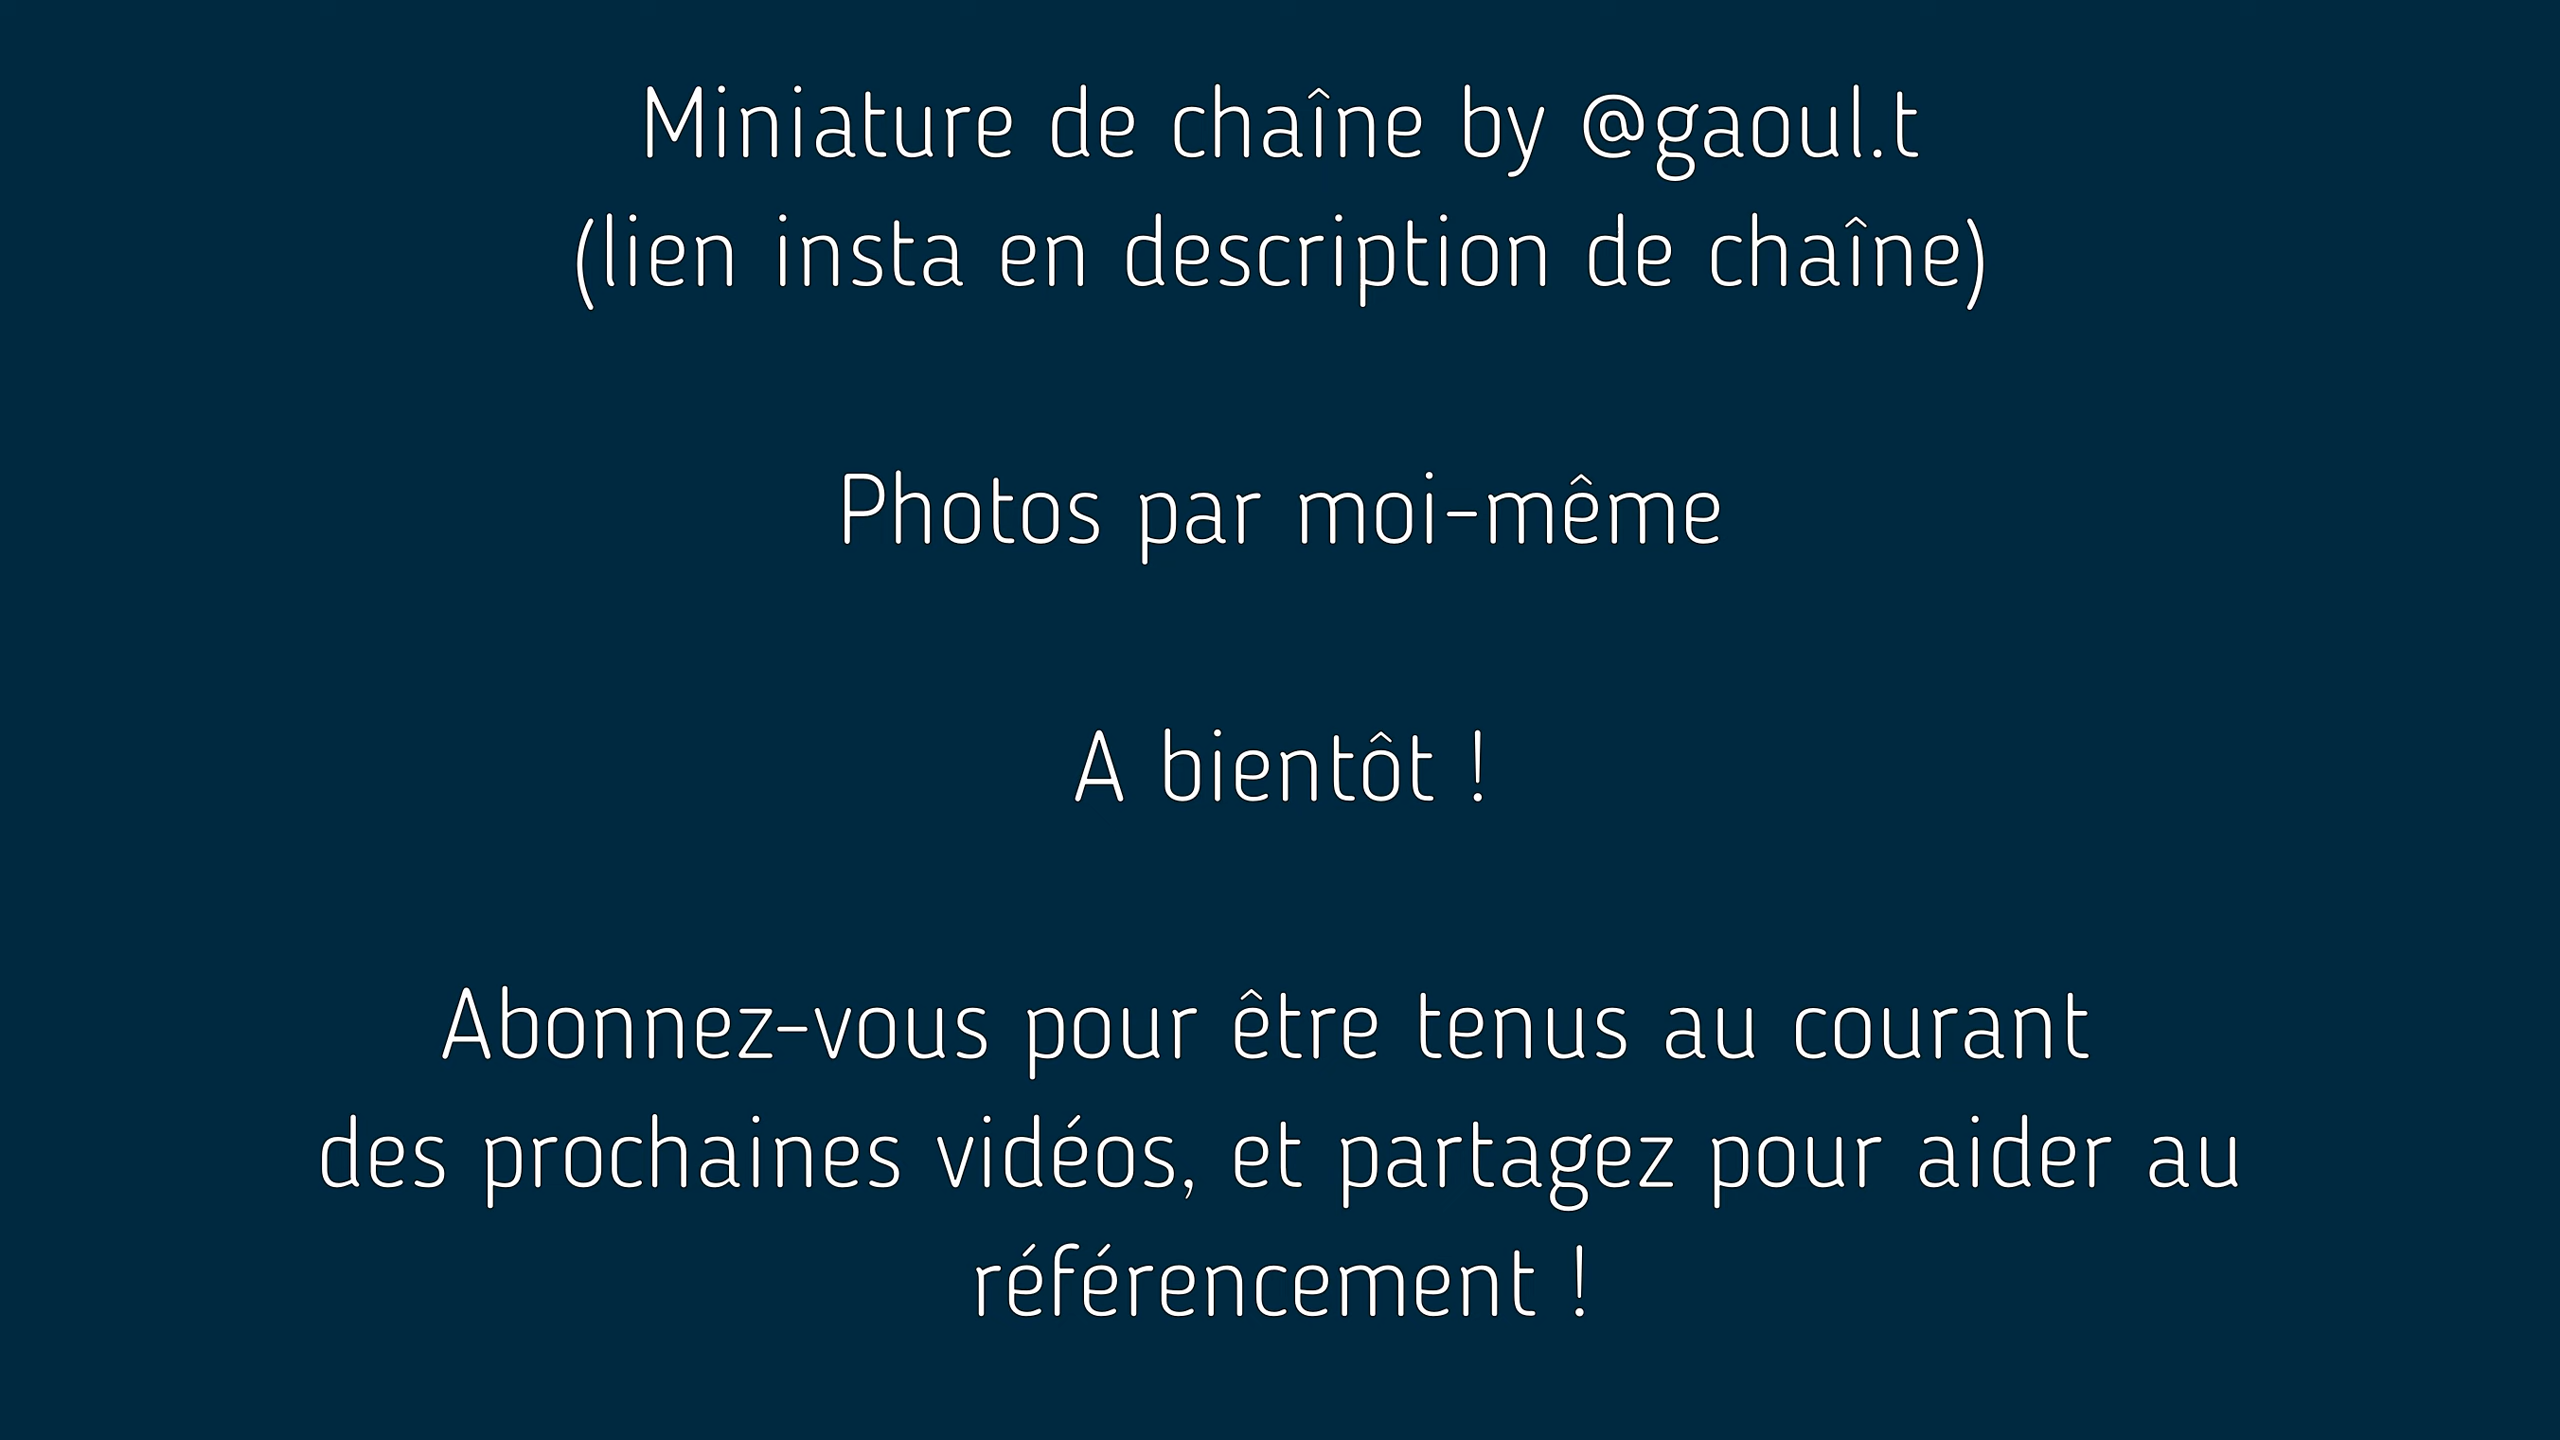 Miniature de chaîne by @gaoul.t
(lien insta en description de chaîne)
Photos par moi-même
A bientôt !
Abonnez-vous pour être tenus au courant
des prochaines vidéos, et partagez pour aider au
référencement !